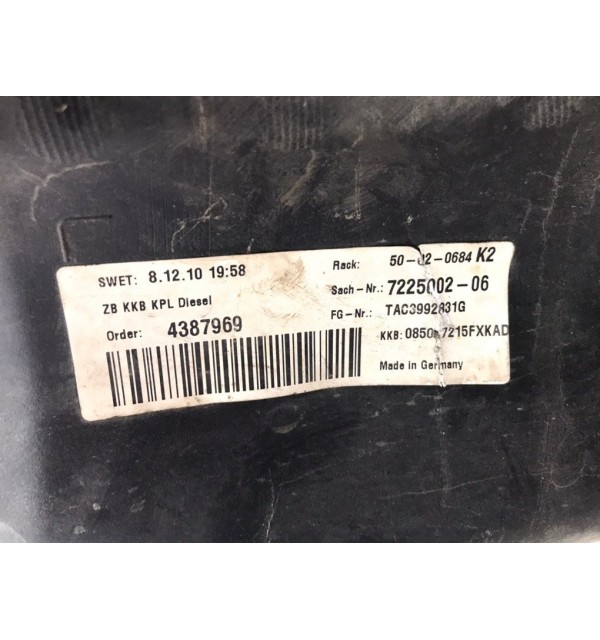 SWET: 8.12.10 19:58
ZB KKB KPL Diesel
Order: 4387969
Rack: K2
Sach-Nr.: 7225002-06
FG-Nr.:
KKB:
Made in Germany